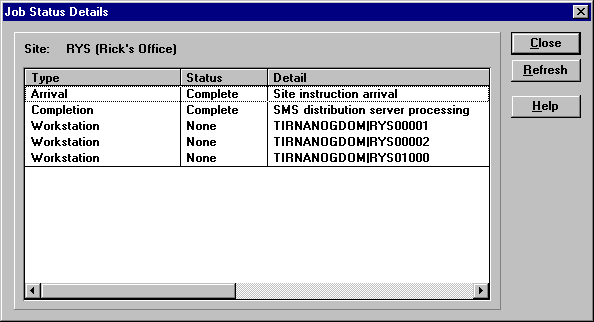 Job Status Details
Site: RYS (Rick's Office)
Close
Refresh
Help
Type Status Detail
Arrival Complete Site instruction arrival
Completion Complete SMS distribution server processing
Workstation None TIRNANOGDOM|RYS00001
Workstation None TIRNANOGDOM|RYS00002
Workstation None TIRNANOGDOM|RYS01000